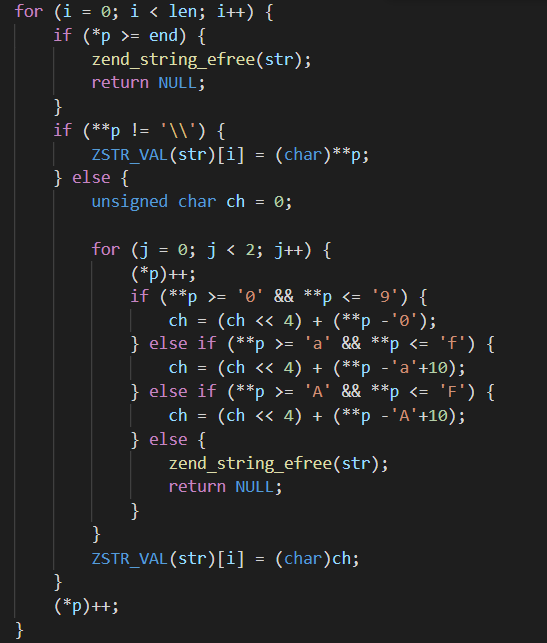 for (i = 0; i < len; i++) {
    if (*p >= end) {
        zend_string_efree(str);
        return NULL;
    }
    if (**p != '\\') {
        ZSTR_VAL(str)[i] = (char)**p;
    } else {
        unsigned char ch = 0;

        for (j = 0; j < 2; j++) {
            (*p)++;
            if (**p >= '0' && **p <= '9') {
                ch = (ch << 4) + (**p -'0');
            } else if (**p >= 'a' && **p <= 'f') {
                ch = (ch << 4) + (**p -'a'+10);
            } else if (**p >= 'A' && **p <= 'F') {
                ch = (ch << 4) + (**p -'A'+10);
            } else {
                zend_string_efree(str);
                return NULL;
            }
        }
        ZSTR_VAL(str)[i] = (char)ch;
    }
    (*p)++;
}